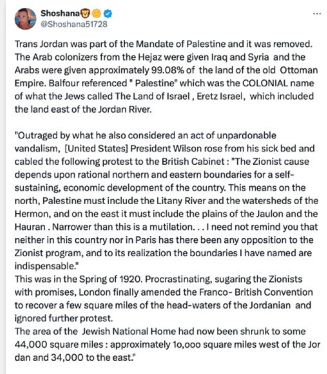 Shoshana🦁🌼🔵
@Shoshana51728
Trans Jordan was part of the Mandate of Palestine and it was removed.
The Arab colonizers from the Hejaz were given Iraq and Syria and the
Arabs were given approximately 99.08% of the land of the old Ottoman
Empire. Balfour referenced " Palestine" which was the COLONIAL name
of what the Jews called The Land of Israel , Eretz Israel, which included
the land east of the Jordan River.
"Outraged by what he also considered an act of unpardonable
vandalism, [United States] President Wilson rose from his sick bed and
cabled the following protest to the British Cabinet : "The Zionist cause
depends upon rational northern and eastern boundaries for a self-
sustaining, economic development of the country. This means on the
north, Palestine must include the Litany River and the watersheds of the
Hermon, and on the east it must include the plains of the Jaulon and the
Hauran . Narrower than this is a mutilation. . . I need not remind you that
neither in this country nor in Paris has there been any opposition to the
Zionist program, and to its realization the boundaries I have named are
indispensable."
This was in the Spring of 1920. Procrastinating, sugaring the Zionists
with promises, London finally amended the Franco- British Convention
to recover a few square miles of the head-waters of the Jordanian and
ignored further protest.
The area of the Jewish National Home had now been shrunk to some
44,000 square miles : approximately 1o,ooo square miles west of the Jor
dan and 34,000 to the east."